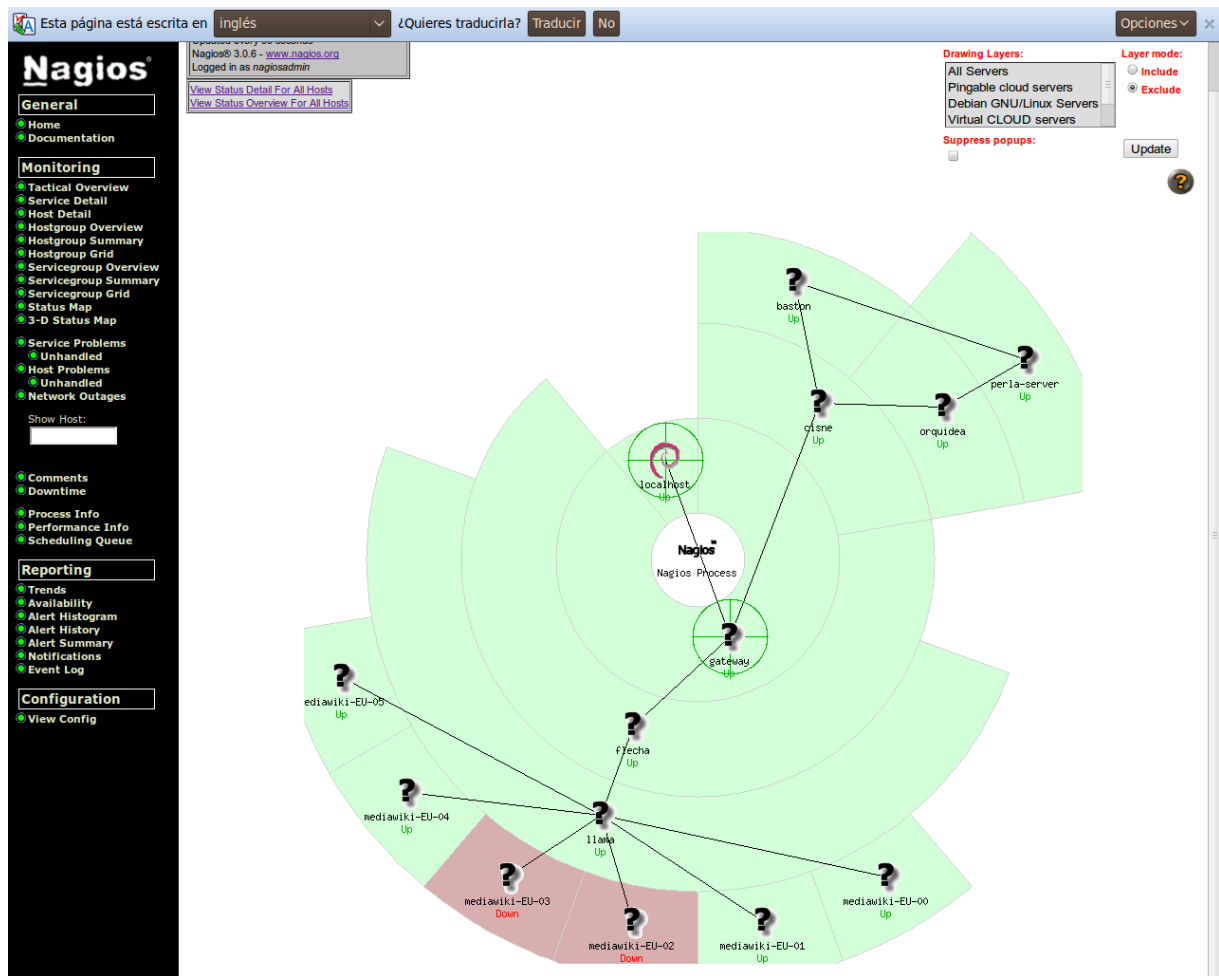 Esta página está escrita en inglés ¿Quieres traducirla? Traducir No Opciones
Nagios® 3.0.6 - www.nagios.org
Logged in as nagiosadmin
View Status Detail For All Hosts
View Status Overview For All Hosts
Nagios®
General
Home
Documentation
Monitoring
Tactical Overview
Service Detail
Host Detail
Hostgroup Overview
Hostgroup Summary
Hostgroup Grid
Servicegroup Overview
Servicegroup Summary
Servicegroup Grid
Status Map
3-D Status Map
Service Problems
Unhandled
Host Problems
Unhandled
Network Outages
Show Host:
Comments
Downtime
Process Info
Performance Info
Scheduling Queue
Reporting
Trends
Availability
Alert Histogram
Alert History
Alert Summary
Notifications
Event Log
Configuration
View Config
Drawing Layers:
All Servers
Pingable cloud servers
Debian GNU/Linux Servers
Virtual CLOUD servers
Layer mode:
Include
Exclude
Suppress popups:
Update
?
baston
Up
perla-server
Up
cisne
Up
orquidea
Up
localhost
Up
Nagios™
Nagios Process
gateway
Up
mediawiki-EU-05
Up
flecha
Up
mediawiki-EU-04
Up
llama
Up
mediawiki-EU-03
Down
mediawiki-EU-02
Down
mediawiki-EU-01
Up
mediawiki-EU-00
Up